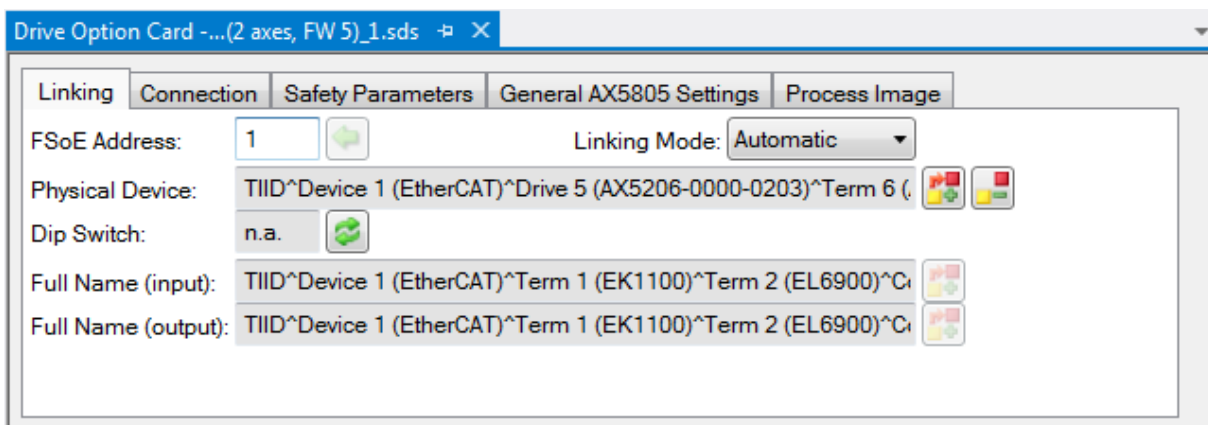 Drive Option Card -...(2 axes, FW 5)_1.sds
Linking Connection Safety Parameters General AX5805 Settings Process Image
FSoE Address: 1 Linking Mode: Automatic
Physical Device: TIID^Device 1 (EtherCAT)^Drive 5 (AX5206-0000-0203)^Term 6 (
Dip Switch: n.a.
Full Name (input): TIID^Device 1 (EtherCAT)^Term 1 (EK1100)^Term 2 (EL6900)^C
Full Name (output): TIID^Device 1 (EtherCAT)^Term 1 (EK1100)^Term 2 (EL6900)^C